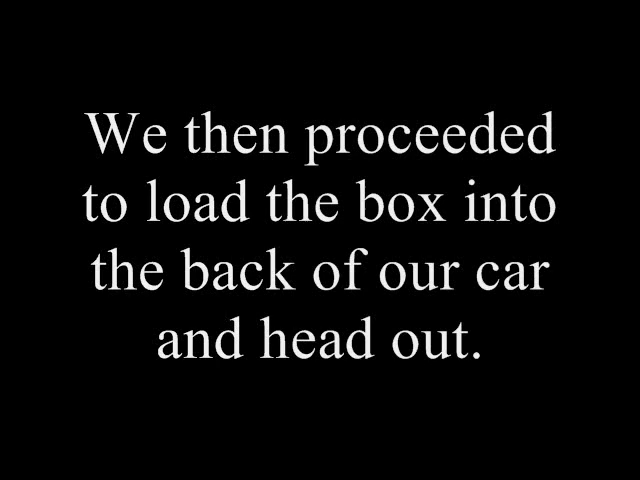 We then proceeded
to load the box into
the back of our car
and head out.